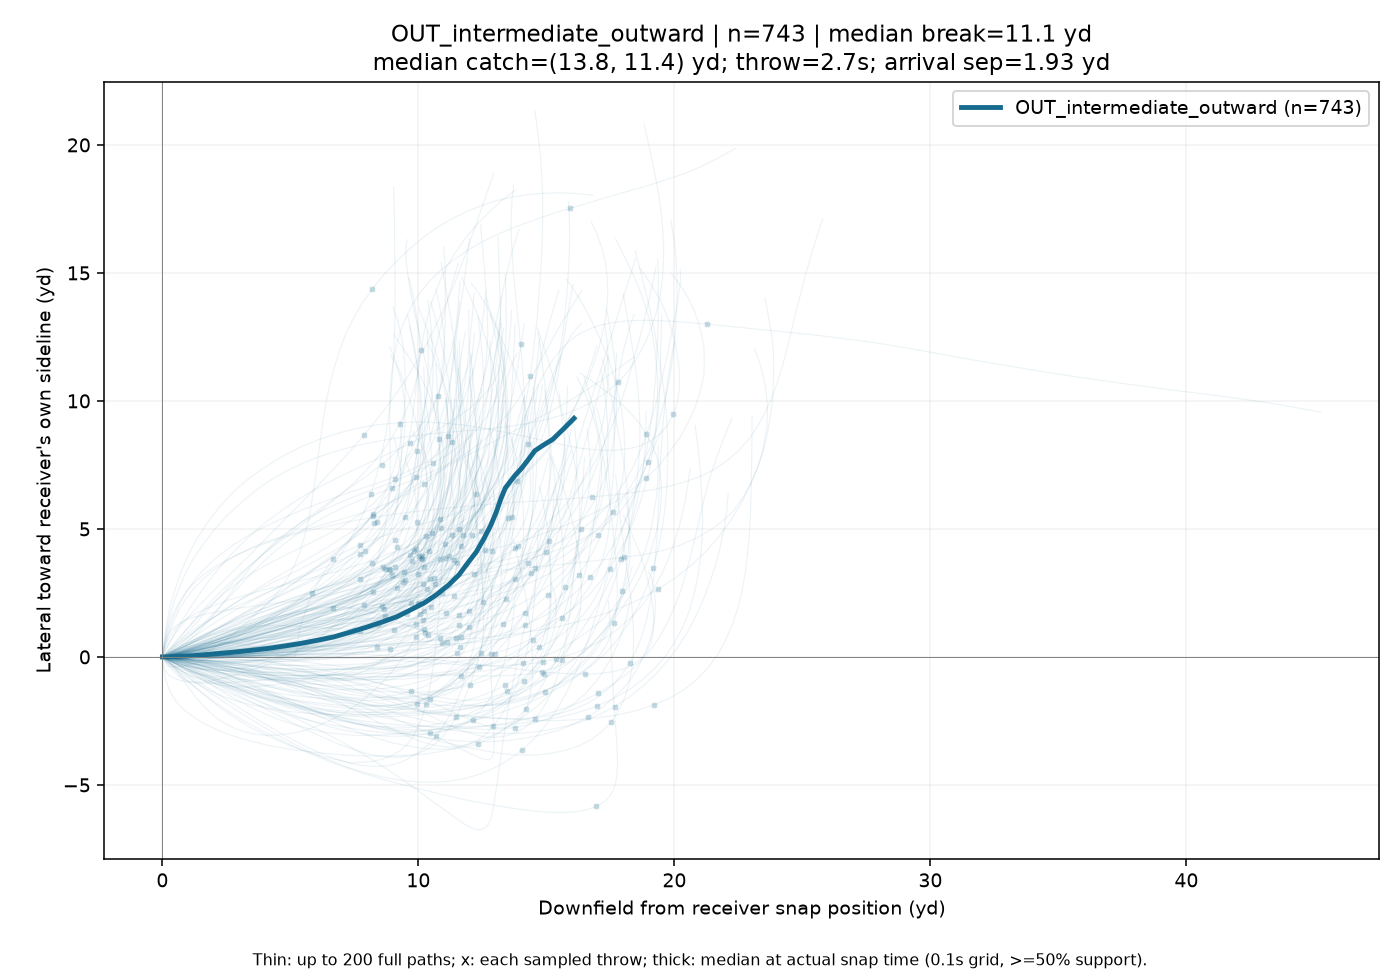 OUT_intermediate_outward | n=743 | median break=11.1 yd
median catch=(13.8, 11.4) yd; throw=2.7s; arrival sep=1.93 yd
OUT_intermediate_outward (n=743)
Lateral toward receiver's own sideline (yd)
20
15
10
5
0
−5
0 10 20 30 40
Downfield from receiver snap position (yd)
Thin: up to 200 full paths; x: each sampled throw; thick: median at actual snap time (0.1s grid, >=50% support).